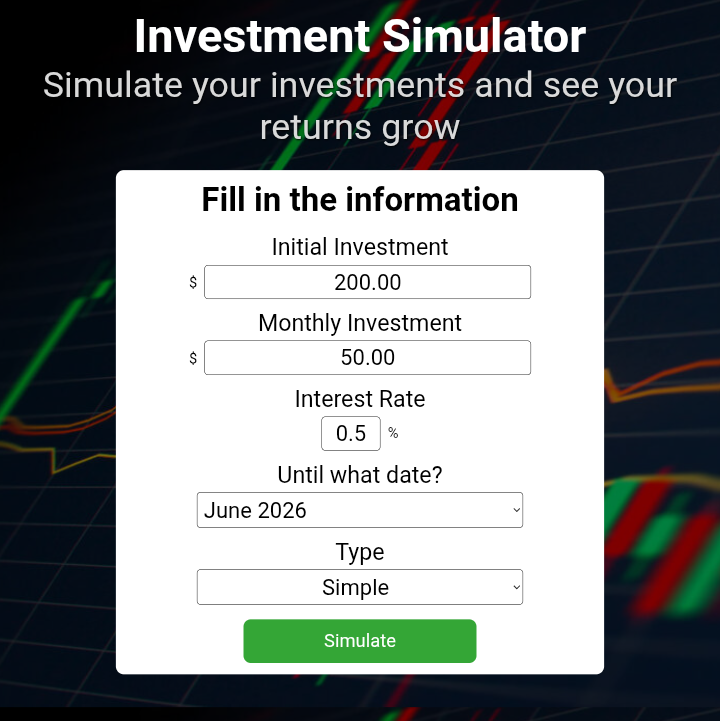 Investment Simulator
Simulate your investments and see your
returns grow
Fill in the information
Initial Investment
$ 200.00
Monthly Investment
$ 50.00
Interest Rate
0.5 %
Until what date?
June 2026
Type
Simple
Simulate